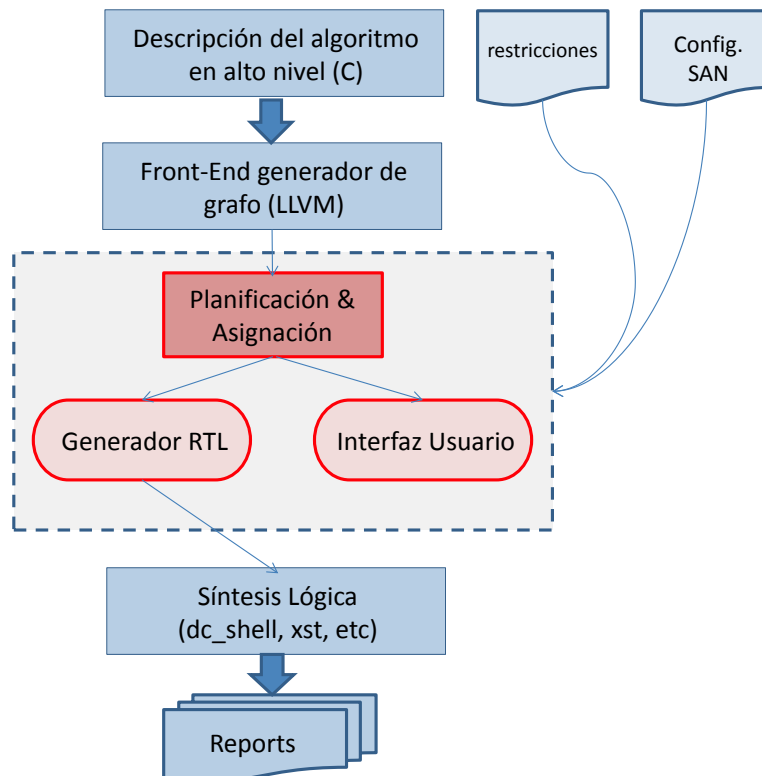 Descripción del algoritmo
en alto nivel (C)
restricciones
Config.
SAN
Front-End generador de
grafo (LLVM)
Planificación &
Asignación
Generador RTL
Interfaz Usuario
Síntesis Lógica
(dc_shell, xst, etc)
Reports